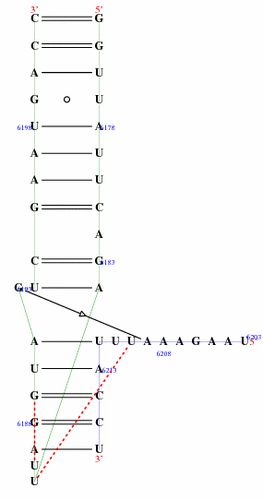 3' 5'
C G
C G
A U
G U
6198 U A 6178
A U
A U
G C
A
C G 6183
G U A
A U U U A A A G A A U 5' 6203
6208
U A 6213
G C
6188 G C
A U
U 3'
U